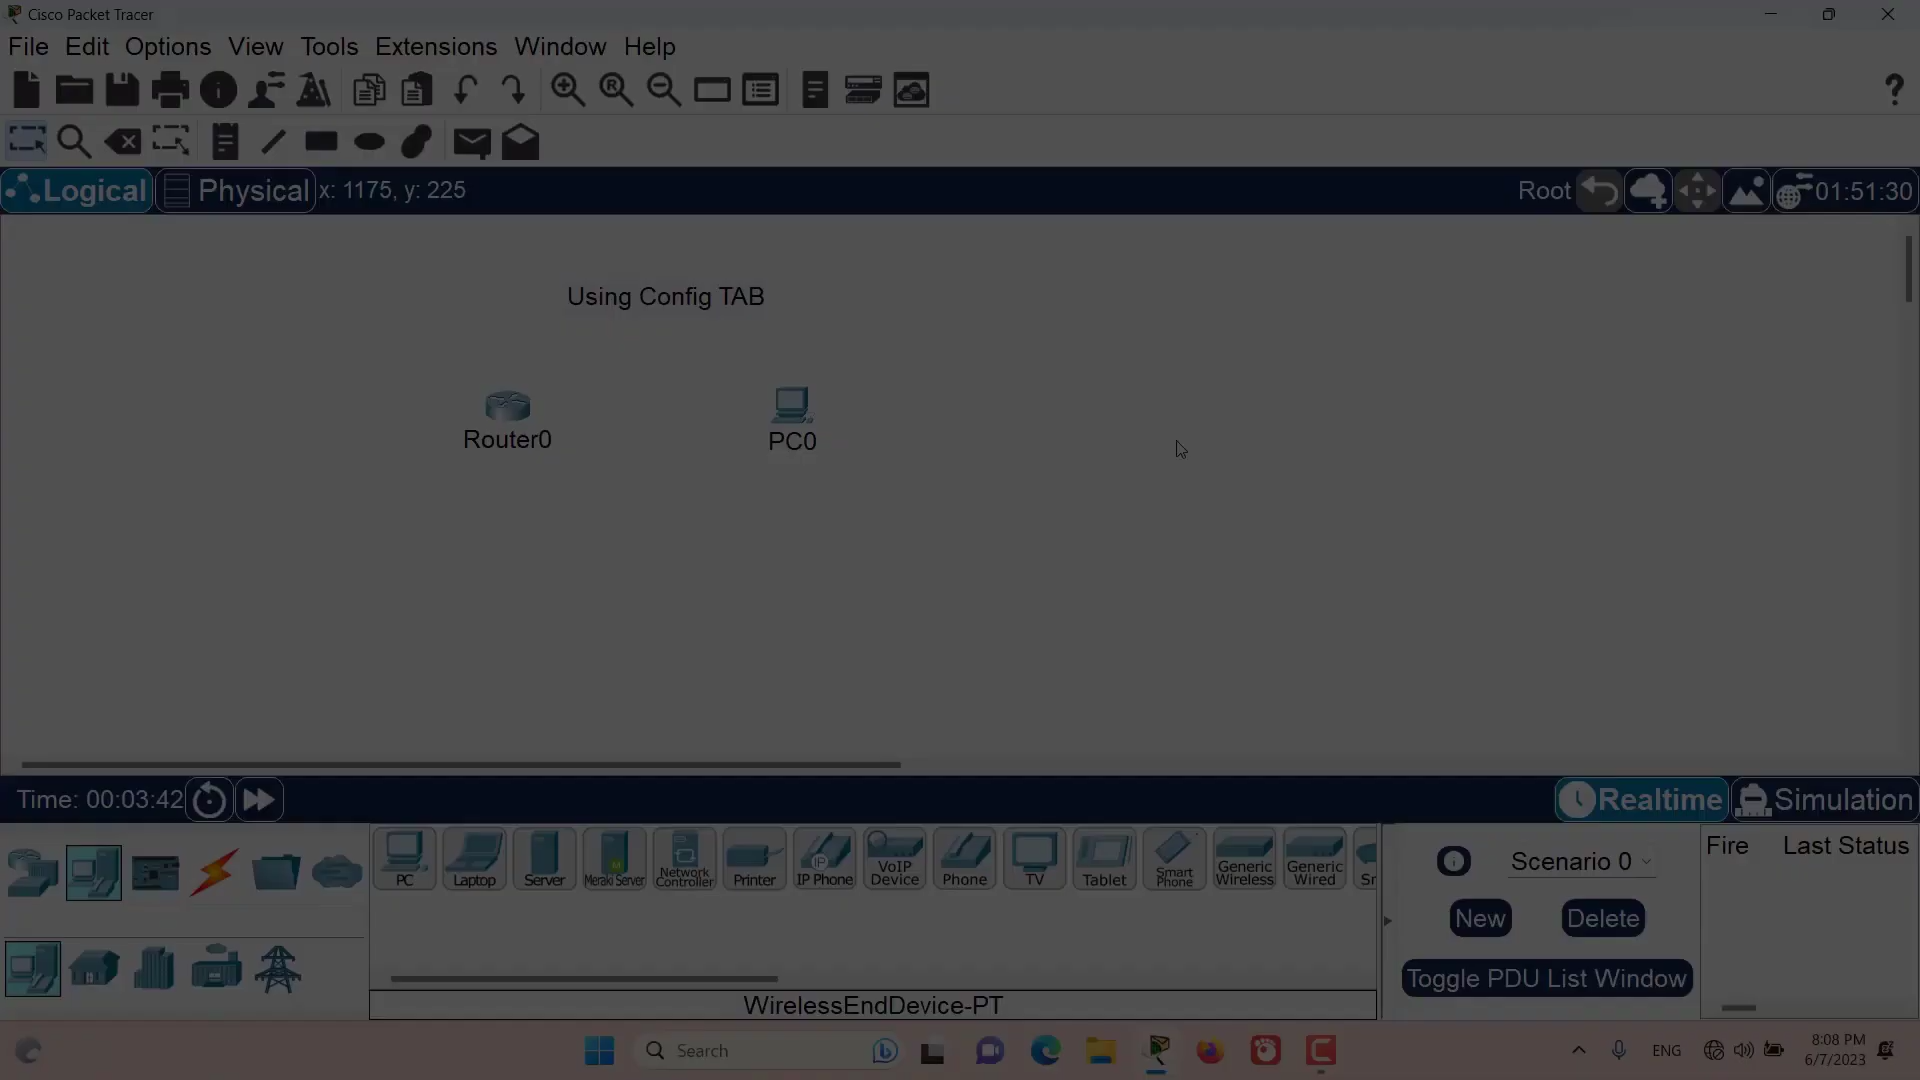 Cisco Packet Tracer
File Edit Options View Tools Extensions Window Help
Logical Physical x: 1175, y: 225 Root 01:51:30
Using Config TAB
Router0 PC0
Time: 00:03:42 Realtime Simulation
PC Laptop Server Meraki Server Network Controller Printer IP Phone VoIP Device Phone TV Tablet Smart Phone Generic Wireless Generic Wired Sr
Scenario 0 Fire Last Status
New Delete
Toggle PDU List Window
WirelessEndDevice-PT
Search ENG 8:08 PM
6/7/2023